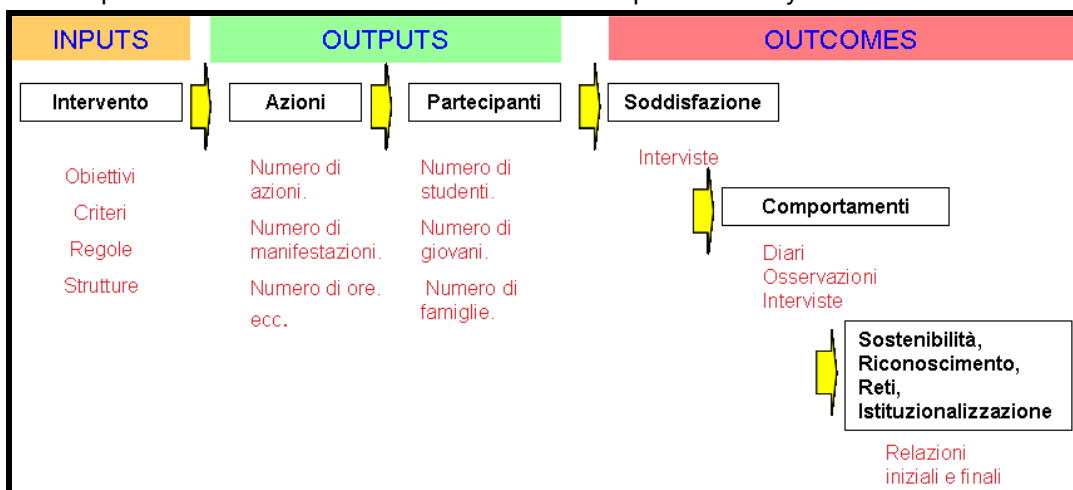 INPUTS
OUTPUTS
OUTCOMES
Intervento
Azioni
Partecipanti
Soddisfazione
Obiettivi
Criteri
Regole
Strutture
Numero di
azioni.
Numero di
manifestazioni.
Numero di ore.
ecc.
Numero di
studenti.
Numero di
giovani.
Numero di
famiglie.
Interviste
Comportamenti
Diari
Osservazioni
Interviste
Sostenibilità,
Riconoscimento,
Reti,
Istituzionalizzazione
Relazioni
iniziali e finali